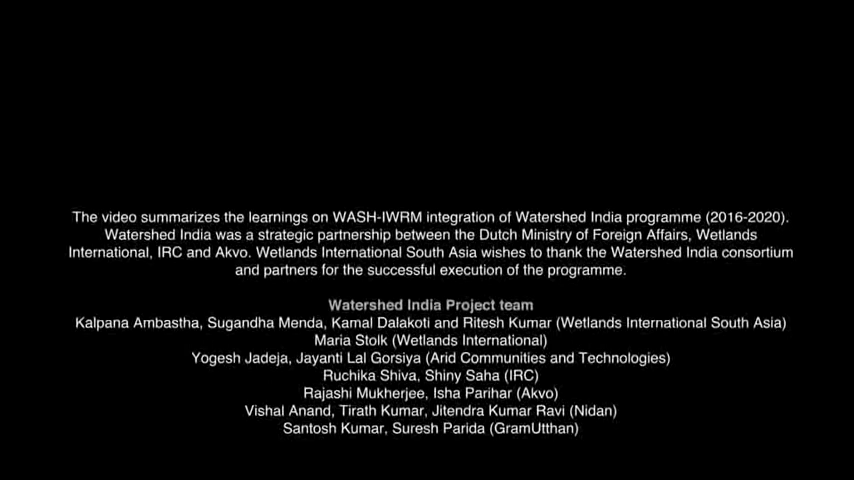 The video summarizes the learnings on WASH-IWRM integration of Watershed India programme (2016-2020).
Watershed India was a strategic partnership between the Dutch Ministry of Foreign Affairs, Wetlands
International, IRC and Akvo. Wetlands International South Asia wishes to thank the Watershed India consortium
and partners for the successful execution of the programme.
Watershed India Project team
Kalpana Ambastha, Sugandha Menda, Kamal Dalakoti and Ritesh Kumar (Wetlands International South Asia)
Maria Stolk (Wetlands International)
Yogesh Jadeja, Jayanti Lal Gorsiya (Arid Communities and Technologies)
Ruchika Shiva, Shiny Saha (IRC)
Rajashi Mukherjee, Isha Parihar (Akvo)
Vishal Anand, Tirath Kumar, Jitendra Kumar Ravi (Nidan)
Santosh Kumar, Suresh Parida (GramUtthan)